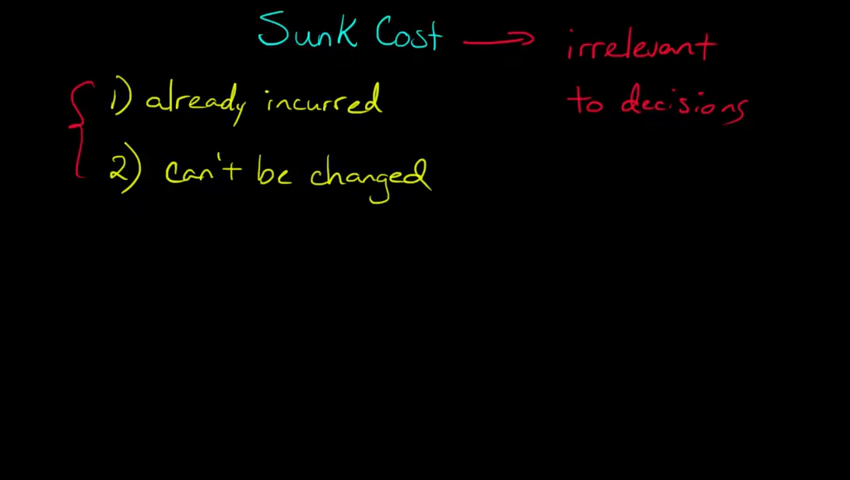 Sunk Cost → irrelevant
to decisions
1) already incurred
2) can't be changed